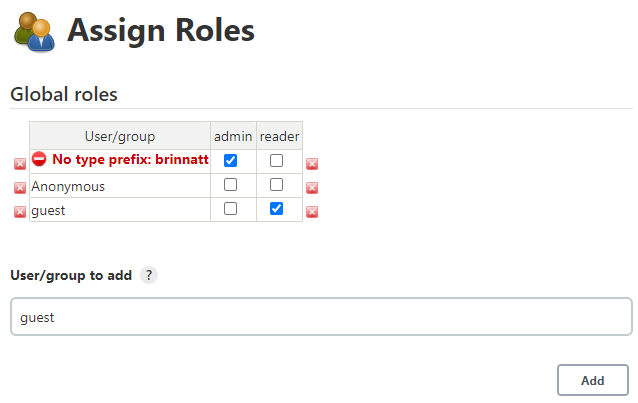 Assign Roles
Global roles
User/group admin reader
No type prefix: brinnatt
Anonymous
guest
User/group to add ?
guest
Add